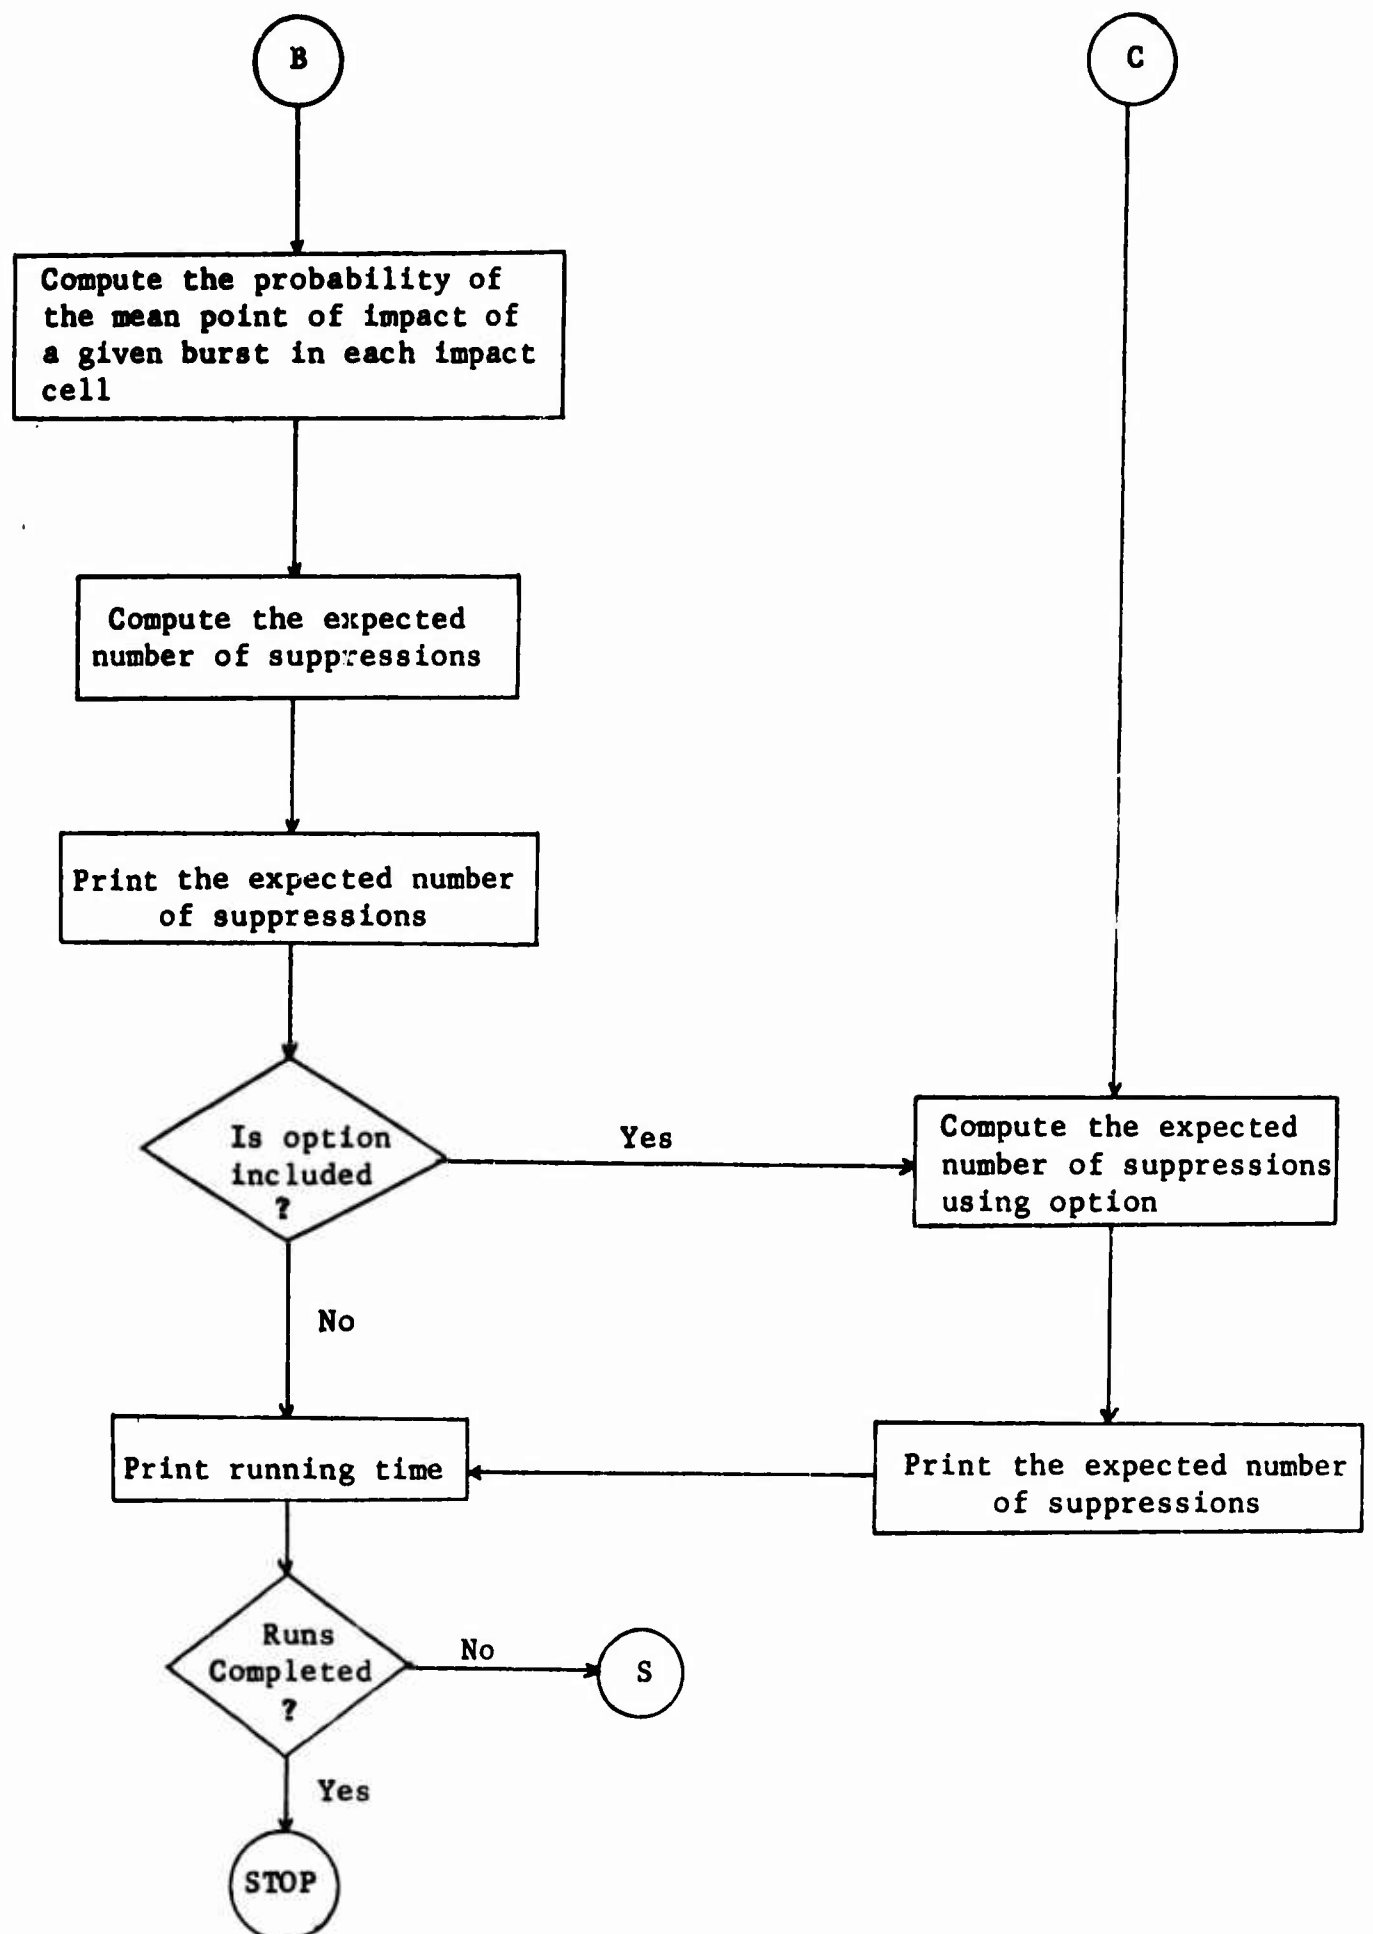 B
C
Compute the probability of
the mean point of impact of
a given burst in each impact
cell
Compute the expected
number of suppressions
Print the expected number
of suppressions
Is option
included
?
Yes
Compute the expected
number of suppressions
using option
No
Print running time
Print the expected number
of suppressions
Runs
Completed
?
No
S
Yes
STOP